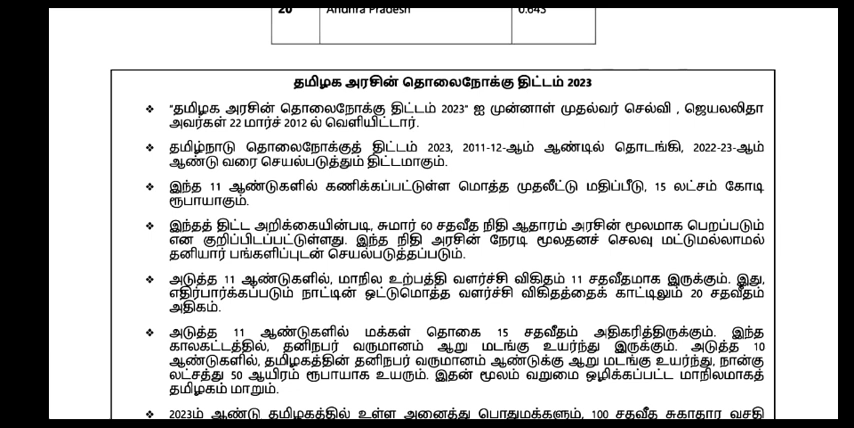 20 Andhra Pradesh 0.643
தமிழக அரசின் தொலைநோக்கு திட்டம் 2023
❖ “தமிழக அரசின் தொலைநோக்கு திட்டம் 2023” ஐ முன்னாள் முதல்வர் செல்வி , ஜெயலலிதா
அவர்கள் 22 மார்ச் 2012 ல் வெளியிட்டார்.
❖ தமிழ்நாடு தொலைநோக்குத் திட்டம் 2023, 2011-12-ஆம் ஆண்டில் தொடங்கி, 2022-23-ஆம்
ஆண்டு வரை செயல்படுத்தும் திட்டமாகும்.
❖ இந்த 11 ஆண்டுகளில் கணிக்கப்பட்டுள்ள மொத்த முதலீட்டு மதிப்பீடு, 15 லட்சம் கோடி
ரூபாயாகும்.
❖ இந்தத் திட்ட அறிக்கையின்படி, சுமார் 60 சதவீத நிதி ஆதாரம் அரசின் மூலமாக பெறப்படும்
என குறிப்பிடப்பட்டுள்ளது. இந்த நிதி அரசின் நேரடி மூலதனச் செலவு மட்டுமல்லாமல்
தனியார் பங்களிப்புடன் செயல்படுத்தப்படும்.
❖ அடுத்த 11 ஆண்டுகளில், மாநில உற்பத்தி வளர்ச்சி விகிதம் 11 சதவீதமாக இருக்கும். இது,
எதிர்பார்க்கப்படும் நாட்டின் ஒட்டுமொத்த வளர்ச்சி விகிதத்தைக் காட்டிலும் 20 சதவீதம்
அதிகம்.
❖ அடுத்த 11 ஆண்டுகளில் மக்கள் தொகை 15 சதவீதம் அதிகரித்திருக்கும். இந்த
காலகட்டத்தில், தனிநபர் வருமானம் ஆறு மடங்கு உயர்ந்து இருக்கும். அடுத்த 10
ஆண்டுகளில், தமிழகத்தின் தனிநபர் வருமானம் ஆண்டுக்கு ஆறு மடங்கு உயர்ந்து, நான்கு
லட்சத்து 50 ஆயிரம் ரூபாயாக உயரும். இதன் மூலம் வறுமை ஒழிக்கப்பட்ட மாநிலமாகத்
தமிழகம் மாறும்.
❖ 2023ம் ஆண்டு தமிழகத்தில் உள்ள அனைத்து பொதுமக்களும், 100 சதவீத சுகாதார வசதி